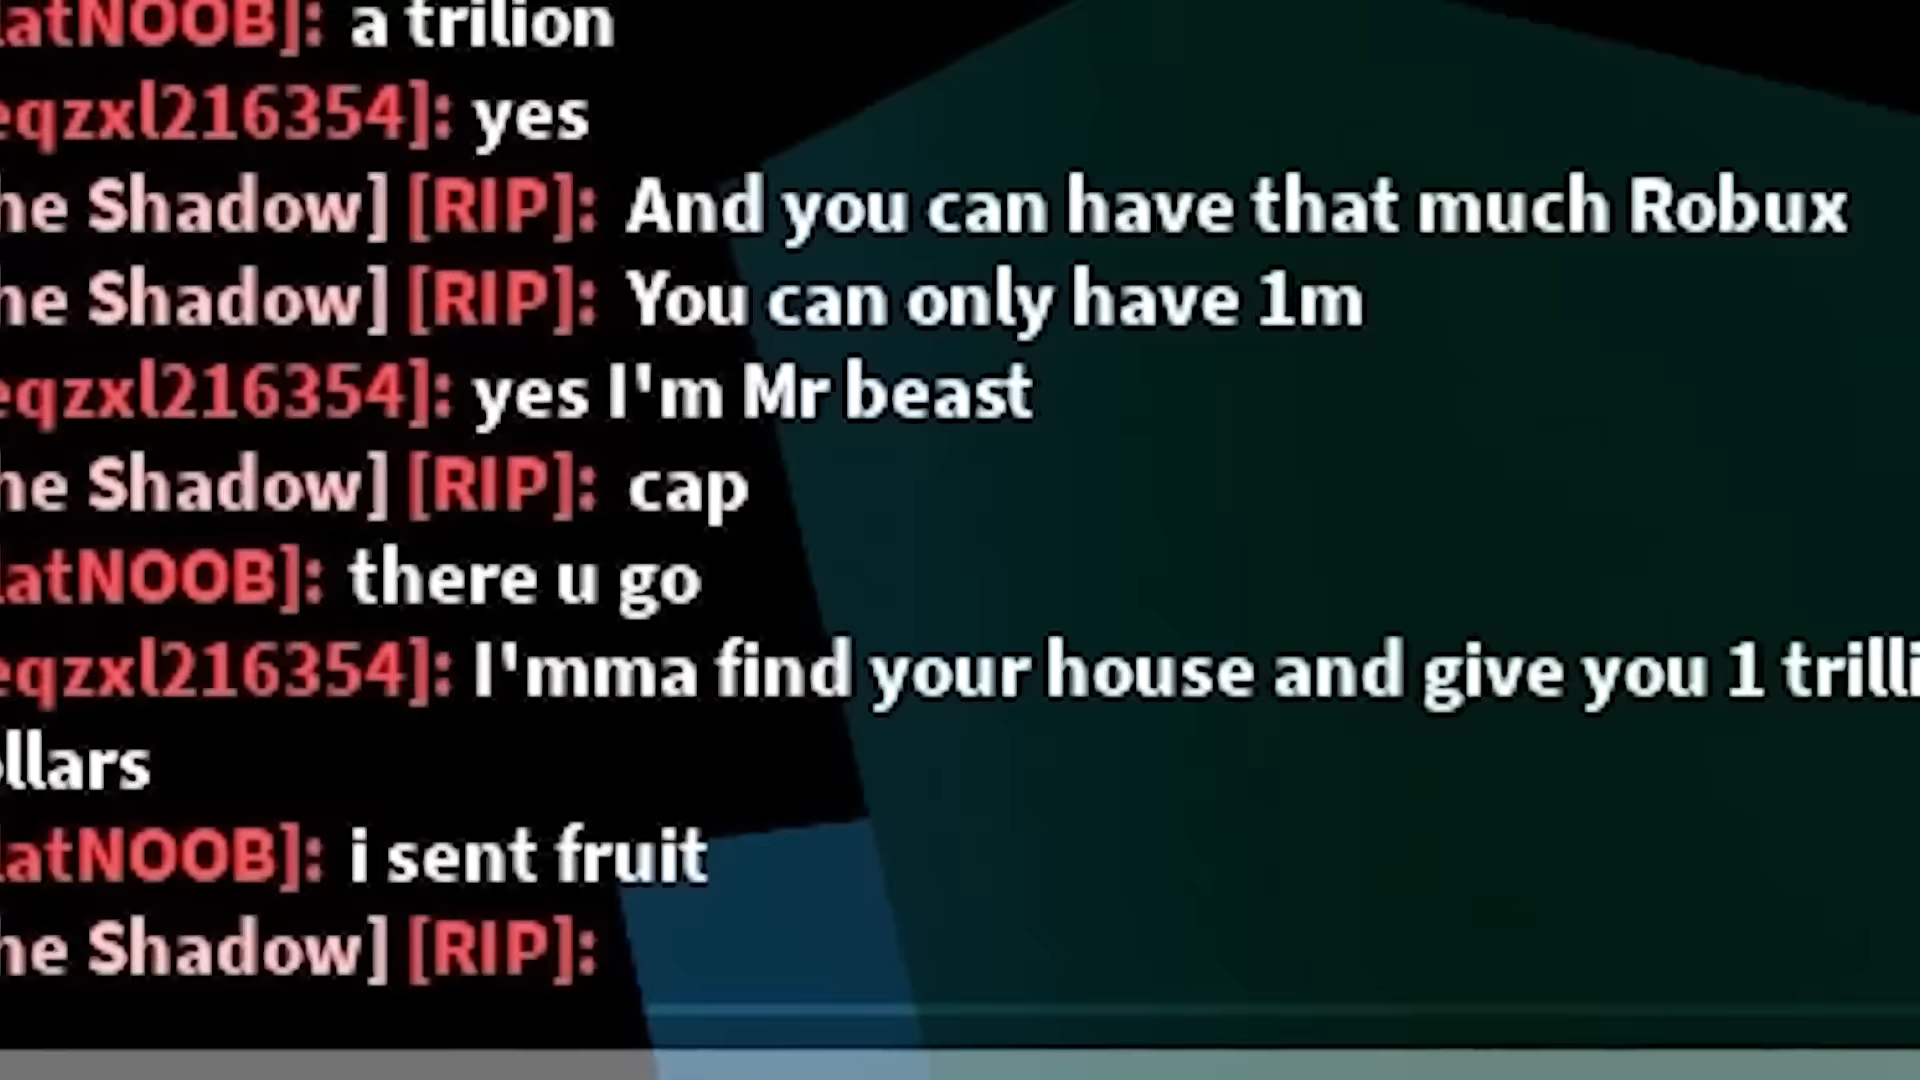 latNOOB]: a trilion
eqzxl216354]: yes
he Shadow] [RIP]: And you can have that much Robux
he Shadow] [RIP]: You can only have 1m
eqzxl216354]: yes I'm Mr beast
he Shadow] [RIP]: cap
latNOOB]: there u go
eqzxl216354]: I'mma find your house and give you 1 trilli
ollars
latNOOB]: i sent fruit
he Shadow] [RIP]: